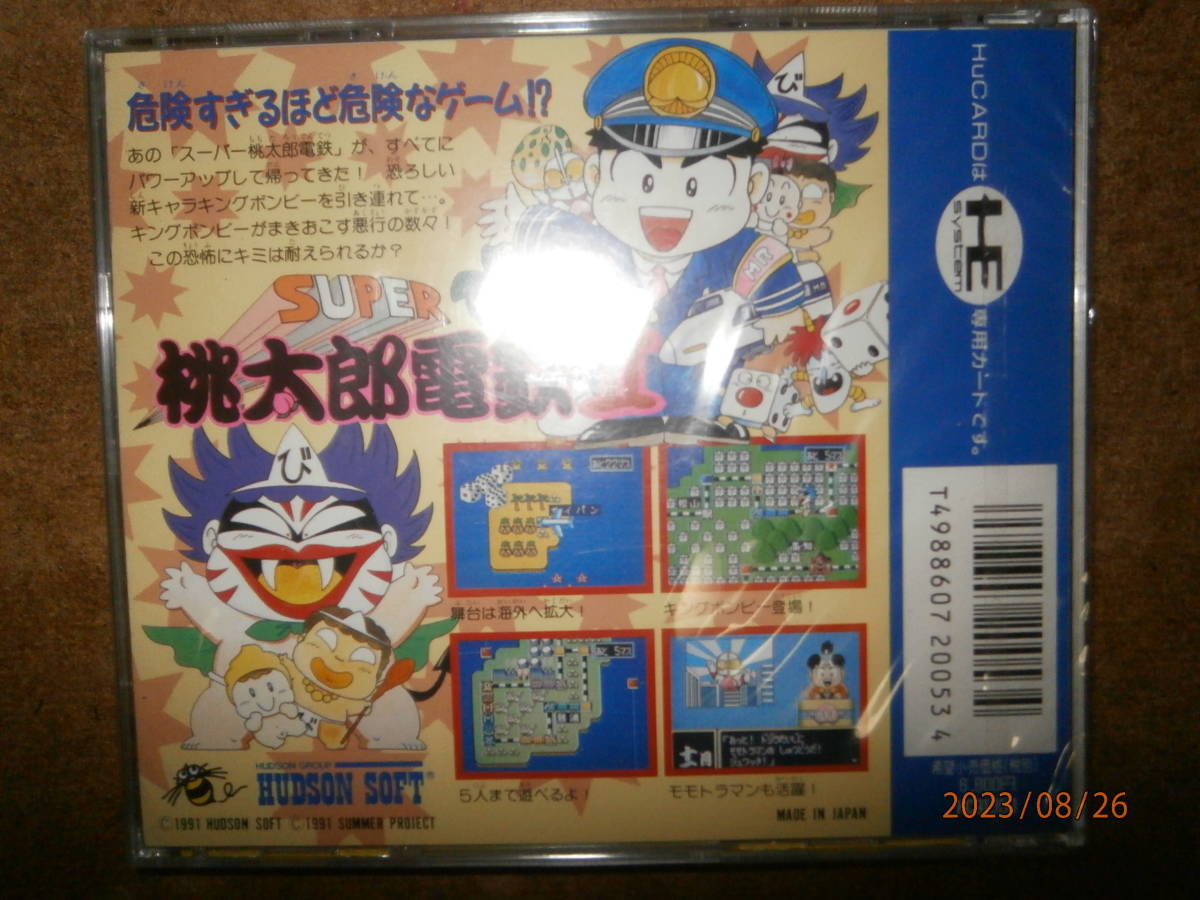 危険すぎるほど危険なゲーム!?
あの「スーパー桃太郎電鉄」が、すべてに
パワーアップして帰ってきた！ 恐ろしい
新キャラキングボンビーを引き連れて…。
キングボンビーがまきおこす悪行の数々！
この恐怖にキミは耐えられるか？
SUPER
桃太郎電鉄II
び
び
MR
舞台は海外へ拡大！
キングボンビー登場！
5人まで遊べるよ！
モモトラマンも活躍！
HUDSON GROUP
HUDSON SOFT®
©1991 HUDSON SOFT ©1991 SUMMER PROJECT
MADE IN JAPAN
HuCARDは
HE
system
専用カードです。
T4988607 20053 4
2023/08/26